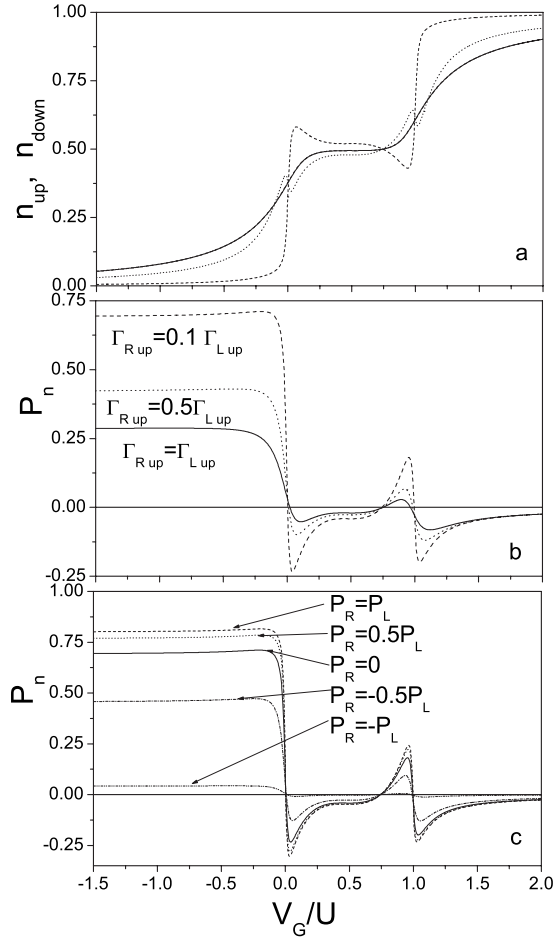 1.00
0.75
0.50
0.25
0.00
n_up, n_down
a
0.75
0.50
0.25
0.00
-0.25
P_n
Γ_R up=0.1 Γ_L up
Γ_R up=0.5Γ_L up
Γ_R up=Γ_L up
b
1.00
0.75
0.50
0.25
0.00
-0.25
P_n
P_R=P_L
P_R=0.5P_L
P_R=0
P_R=-0.5P_L
P_R=-P_L
c
-1.5 -1.0 -0.5 0.0 0.5 1.0 1.5 2.0
V_G/U